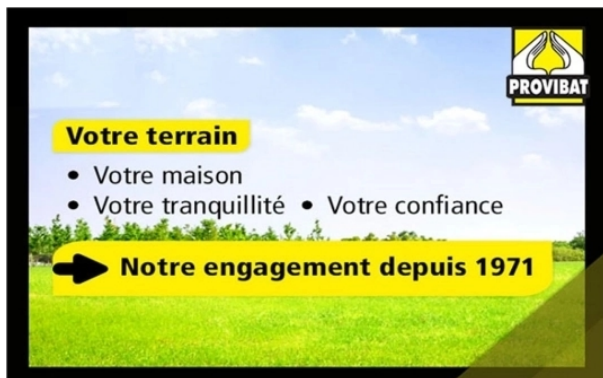 PROVIBAT
Votre terrain
• Votre maison
• Votre tranquillité • Votre confiance
Notre engagement depuis 1971